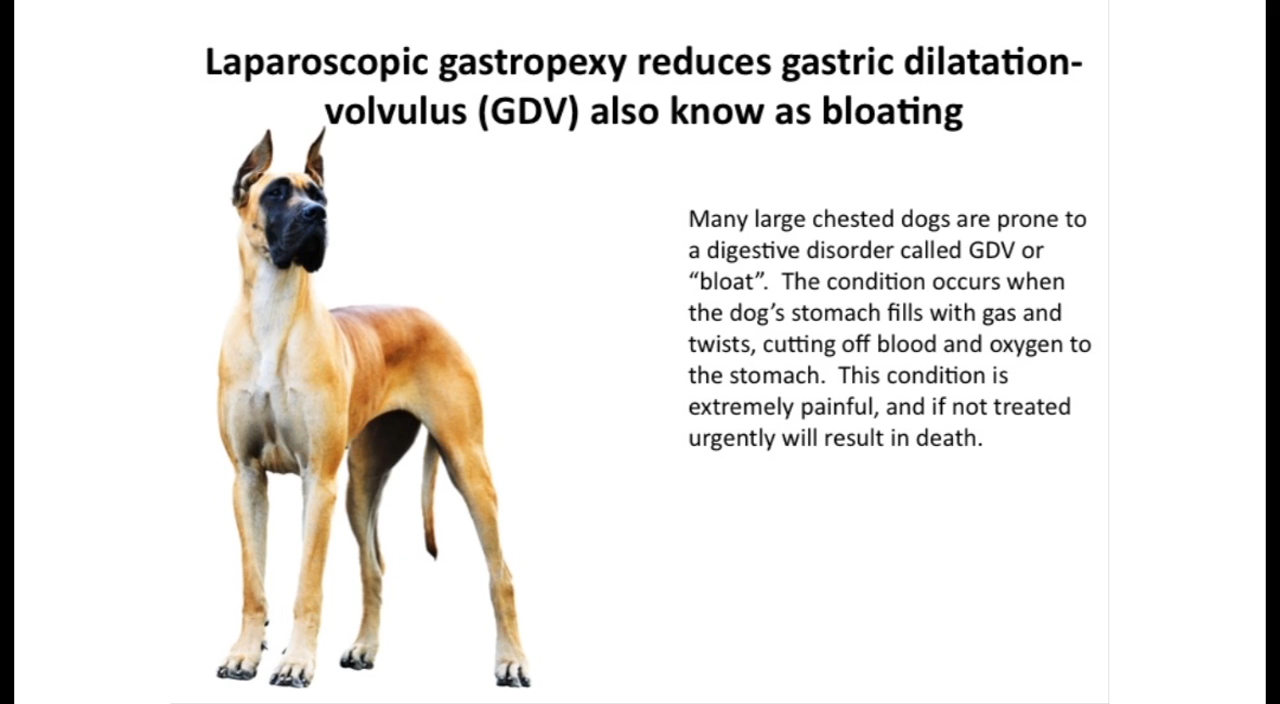 Laparoscopic gastropexy reduces gastric dilatation-
volvulus (GDV) also know as bloating
Many large chested dogs are prone to
a digestive disorder called GDV or
“bloat”.  The condition occurs when
the dog’s stomach fills with gas and
twists, cutting off blood and oxygen to
the stomach.  This condition is
extremely painful, and if not treated
urgently will result in death.